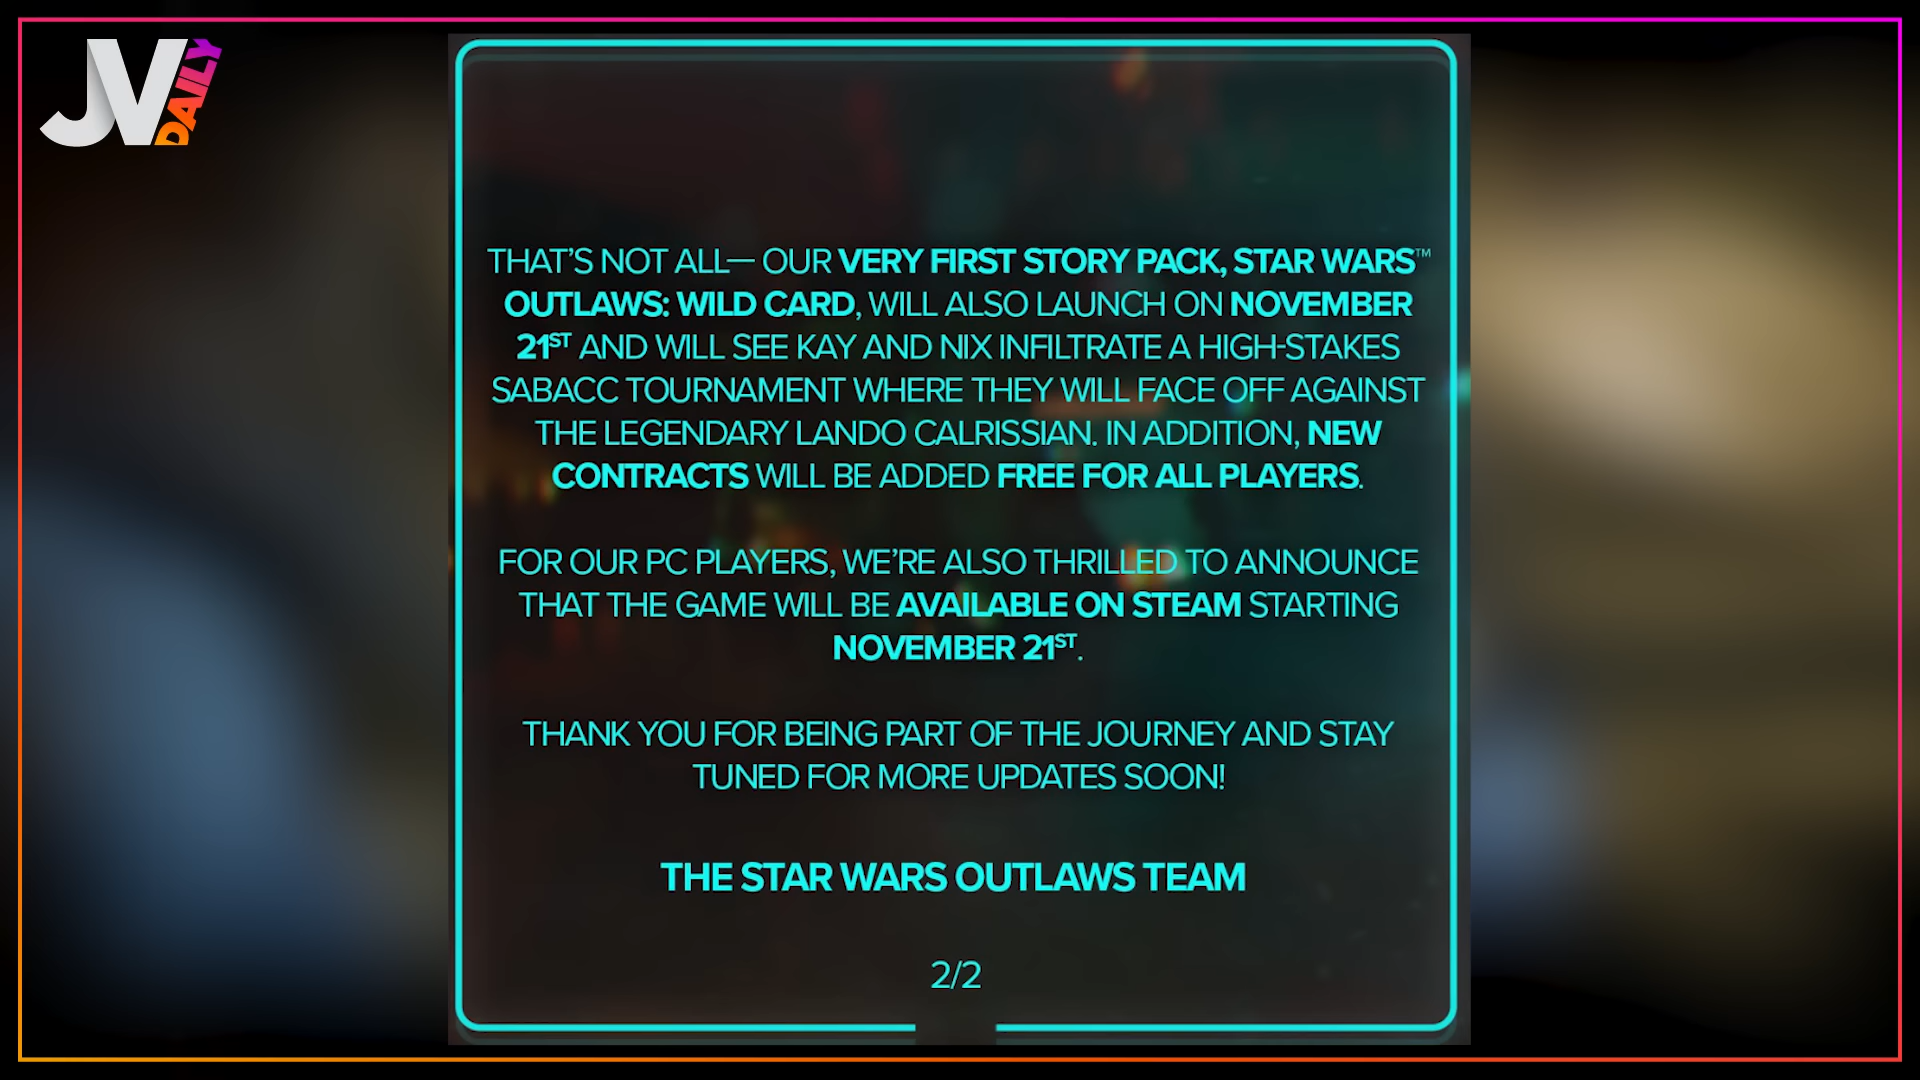 JV DAILY
THAT'S NOT ALL— OUR VERY FIRST STORY PACK, STAR WARS™
OUTLAWS: WILD CARD, WILL ALSO LAUNCH ON NOVEMBER
21ST AND WILL SEE KAY AND NIX INFILTRATE A HIGH-STAKES
SABACC TOURNAMENT WHERE THEY WILL FACE OFF AGAINST
THE LEGENDARY LANDO CALRISSIAN. IN ADDITION, NEW
CONTRACTS WILL BE ADDED FREE FOR ALL PLAYERS.
FOR OUR PC PLAYERS, WE'RE ALSO THRILLED TO ANNOUNCE
THAT THE GAME WILL BE AVAILABLE ON STEAM STARTING
NOVEMBER 21ST.
THANK YOU FOR BEING PART OF THE JOURNEY AND STAY
TUNED FOR MORE UPDATES SOON!
THE STAR WARS OUTLAWS TEAM
2/2